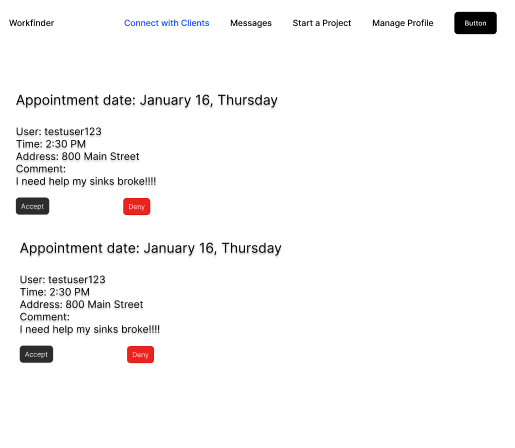 Workfinder Connect with Clients Messages Start a Project Manage Profile Button
Appointment date: January 16, Thursday
User: testuser123
Time: 2:30 PM
Address: 800 Main Street
Comment:
I need help my sinks broke!!!!
Accept Deny
Appointment date: January 16, Thursday
User: testuser123
Time: 2:30 PM
Address: 800 Main Street
Comment:
I need help my sinks broke!!!!
Accept Deny